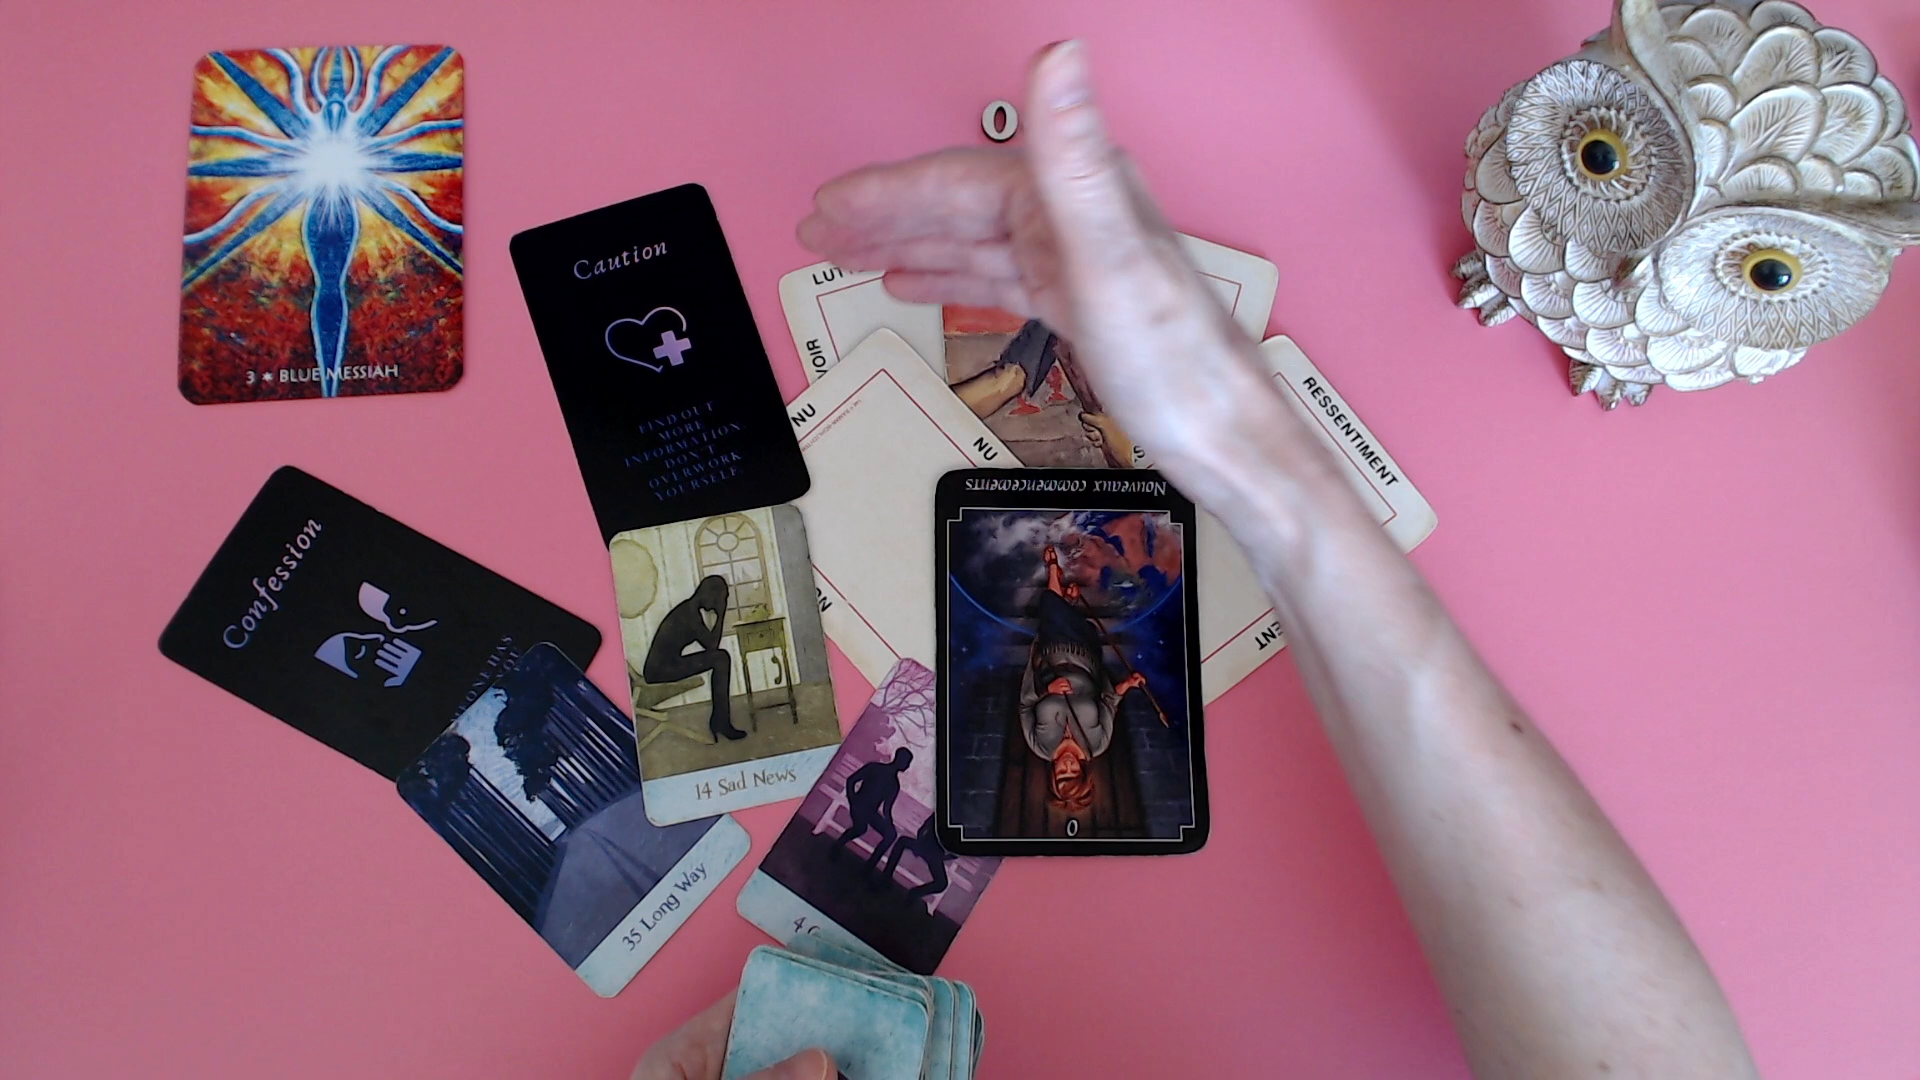 0
3 * BLUE MESSIAH
Caution
FIND OUT
MORE
INFORMATION.
DON'T
OVERWORK
YOURSELF
Confession
35 Long Way
14 Sad News
4
NU
NU
RESSENTIMENT
Nouveaux commencements
0